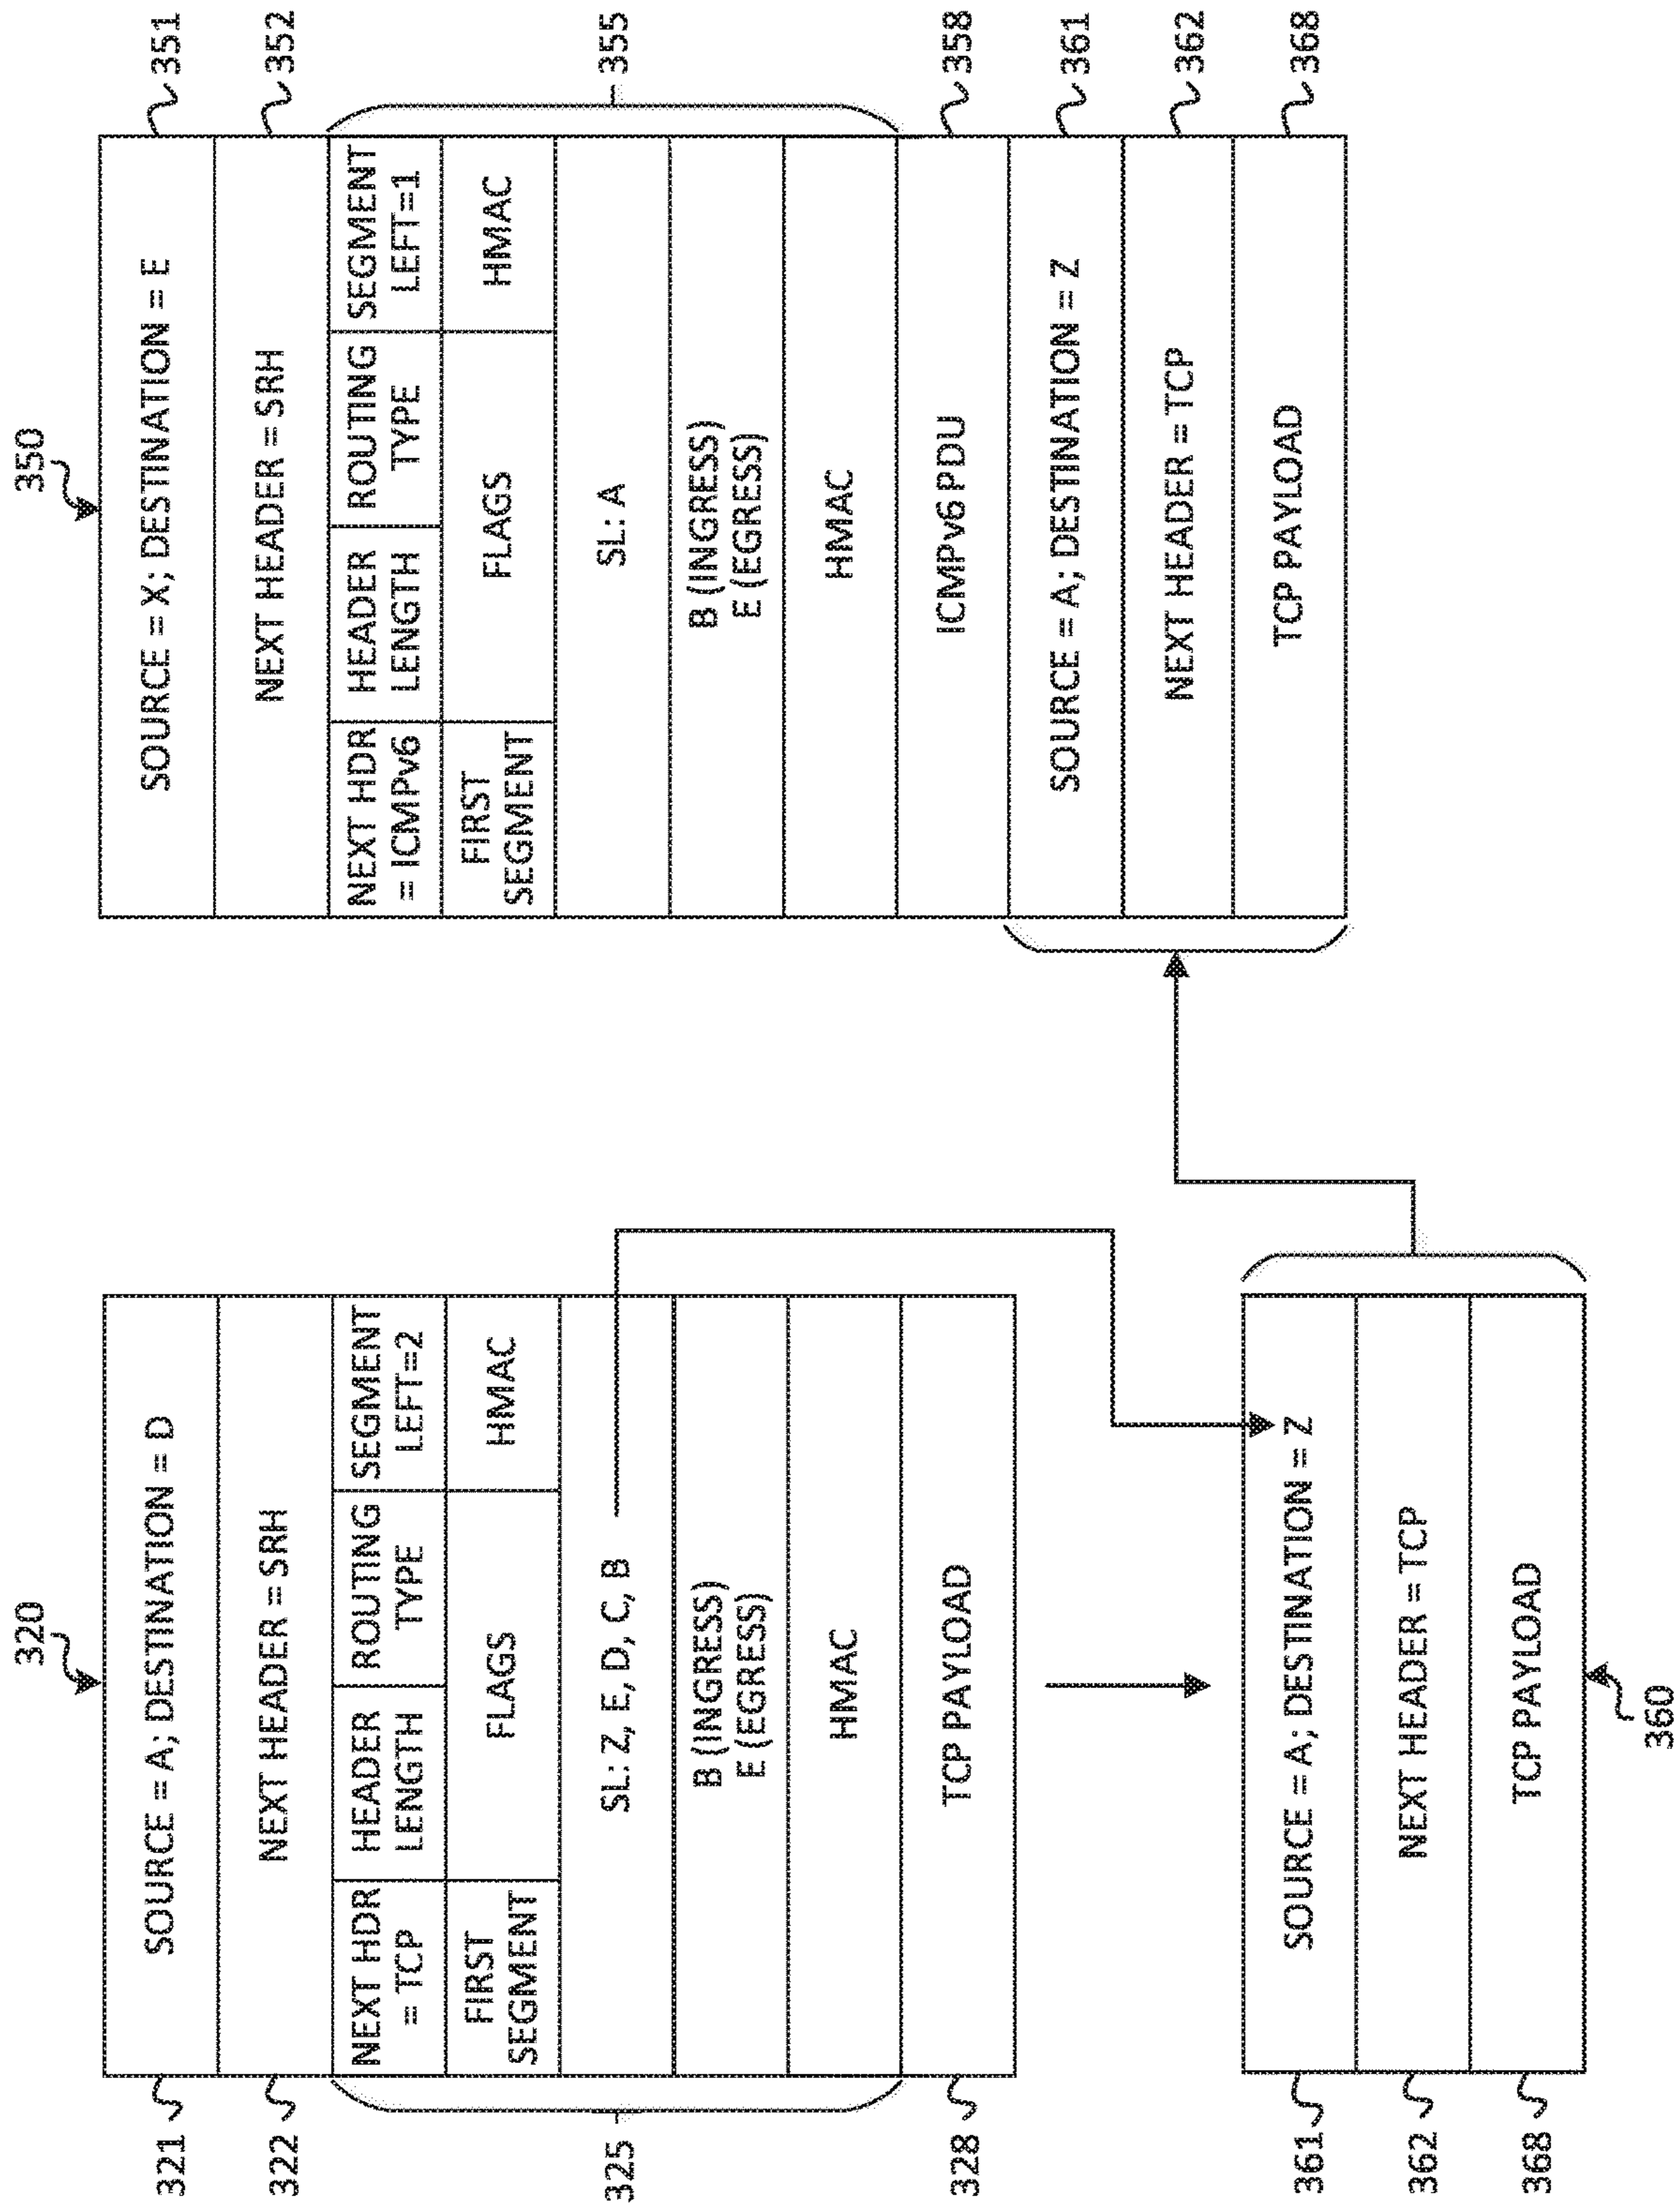 320
321
SOURCE = A; DESTINATION = D
322
NEXT HEADER = SRH
325
NEXT HDR
= TCP
HEADER
LENGTH
ROUTING
TYPE
SEGMENT
LEFT=2
FIRST
SEGMENT
FLAGS
HMAC
SL: Z, E, D, C, B
B (INGRESS)
E (EGRESS)
HMAC
328
TCP PAYLOAD
361
SOURCE = A; DESTINATION = Z
362
NEXT HEADER = TCP
368
TCP PAYLOAD
360
350
SOURCE = X; DESTINATION = E
351
NEXT HEADER = SRH
352
NEXT HDR
= ICMPv6
HEADER
LENGTH
ROUTING
TYPE
SEGMENT
LEFT=1
FIRST
SEGMENT
FLAGS
HMAC
355
SL: A
B (INGRESS)
E (EGRESS)
HMAC
ICMPv6 PDU
358
SOURCE = A; DESTINATION = Z
361
NEXT HEADER = TCP
362
TCP PAYLOAD
368